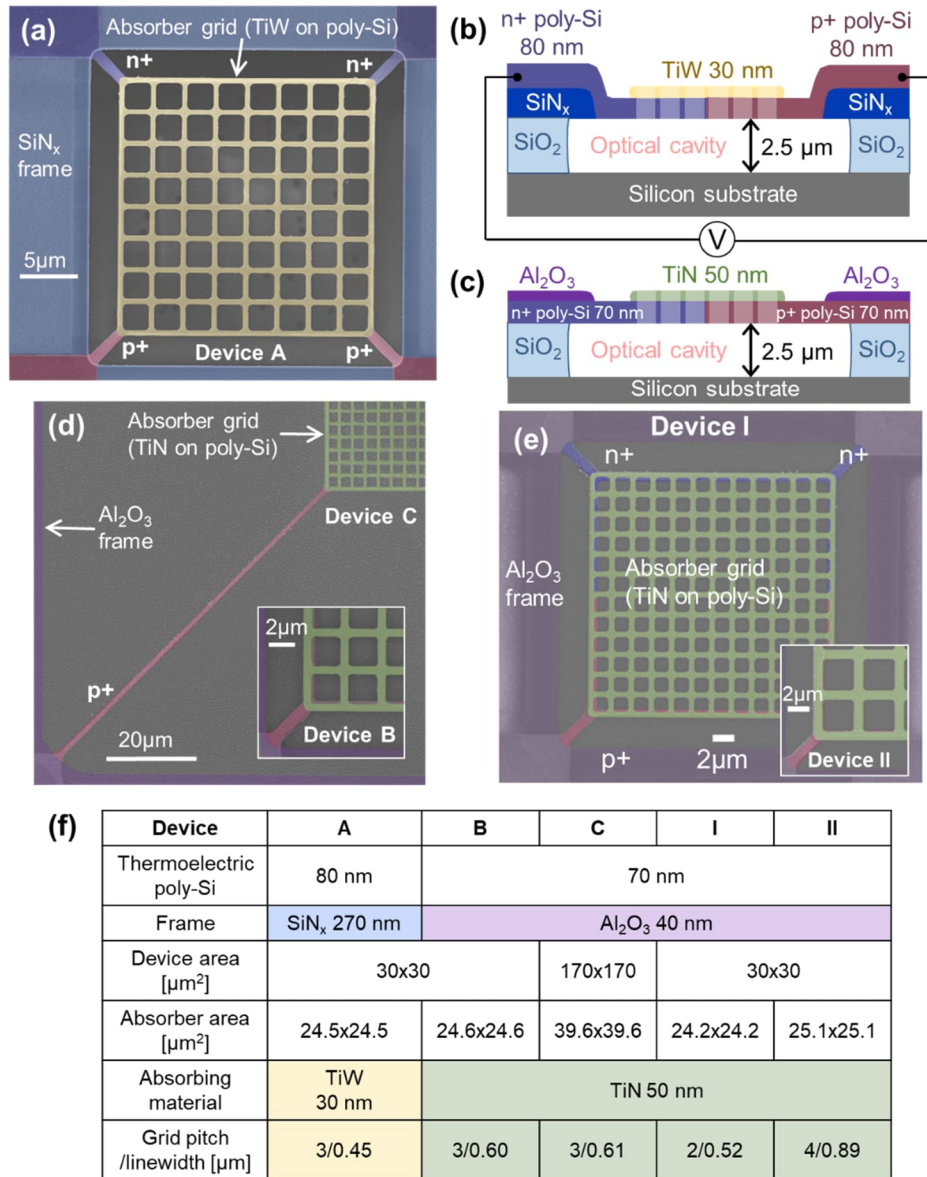 (a)
Absorber grid (TiW on poly-Si)
n+
n+
SiNx
frame
5µm
p+
Device A
p+
(b)
n+ poly-Si
80 nm
p+ poly-Si
80 nm
TiW 30 nm
SiNx
SiNx
SiO2
Optical cavity
2.5 µm
SiO2
Silicon substrate
V
(c)
Al2O3
TiN 50 nm
Al2O3
n+ poly-Si 70 nm
p+ poly-Si 70 nm
SiO2
Optical cavity
2.5 µm
SiO2
Silicon substrate
(d)
Absorber grid
(TiN on poly-Si)
Device C
Al2O3
frame
p+
20µm
2µm
Device B
(e)
Device I
n+
n+
Al2O3
frame
Absorber grid
(TiN on poly-Si)
p+
2µm
2µm
Device II
(f)
Device A B C I II
Thermoelectric
poly-Si
80 nm 70 nm
Frame SiNx 270 nm Al2O3 40 nm
Device area
[µm2]
30x30 170x170 30x30
Absorber area
[µm2]
24.5x24.5 24.6x24.6 39.6x39.6 24.2x24.2 25.1x25.1
Absorbing
material
TiW
30 nm
TiN 50 nm
Grid pitch
/linewidth [µm]
3/0.45 3/0.60 3/0.61 2/0.52 4/0.89